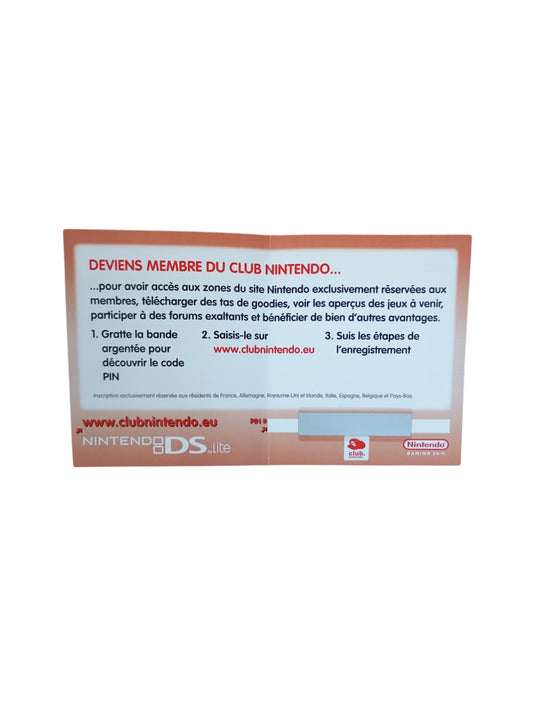 DEVIENS MEMBRE DU CLUB NINTENDO...
...pour avoir accès aux zones du site Nintendo exclusivement réservées aux
membres, télécharger des tas de goodies, voir les aperçus des jeux à venir,
participer à des forums exaltants et bénéficier de bien d'autres avantages.
1. Gratte la bande
argentée pour
découvrir le code
PIN
2. Saisis-le sur
www.clubnintendo.eu
3. Suis les étapes de
l'enregistrement
Inscription exclusivement réservée aux résidents de France, Allemagne, Royaume-Uni et Irlande, Italie, Espagne, Belgique et Pays-Bas.
www.clubnintendo.eu
PIN #
NINTENDO DS™ lite
club.
Nintendo
GAMING 24:7.